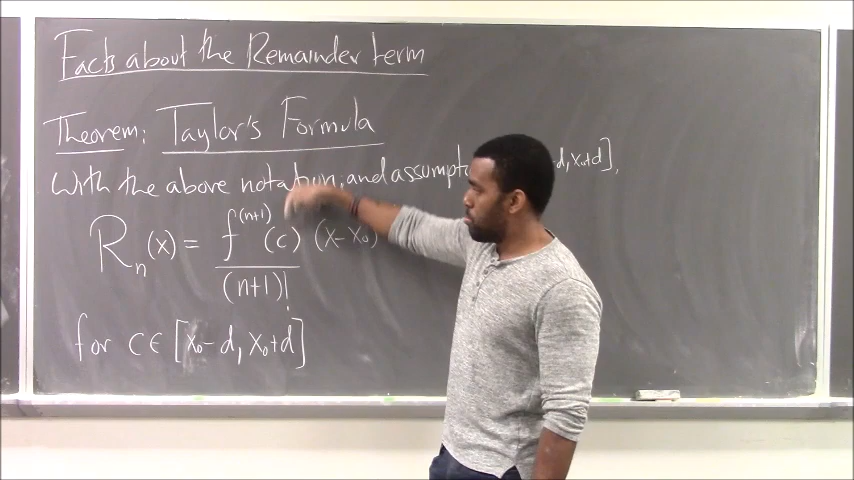 Facts about the Remainder term
Theorem: Taylor's Formula
With the above notation, and assumpt -d, x₀+d],
Rₙ(x) = f⁽ⁿ⁺¹⁾(c) (x-x₀)
(n+1)!
for c ∈ [x₀-d, x₀+d]